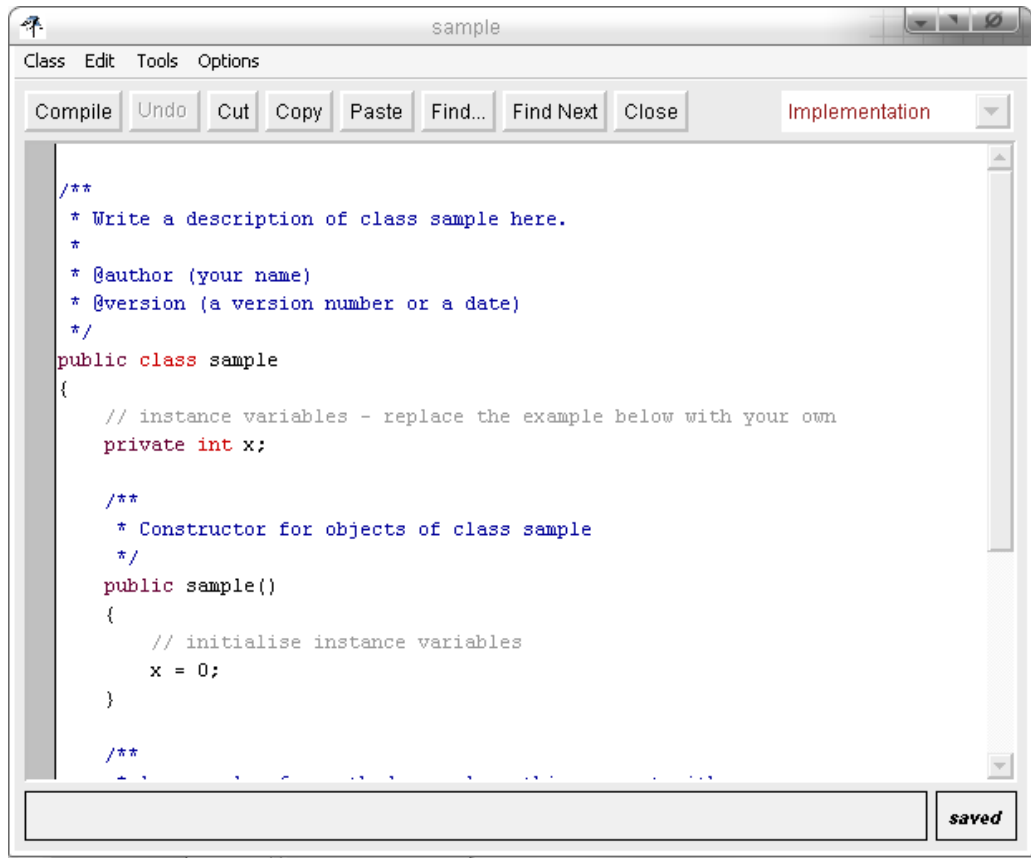 sample
Class Edit Tools Options
Compile Undo Cut Copy Paste Find... Find Next Close Implementation
/**
 * Write a description of class sample here.
 *
 * @author (your name)
 * @version (a version number or a date)
 */
public class sample
{
    // instance variables - replace the example below with your own
    private int x;
    /**
     * Constructor for objects of class sample
     */
    public sample()
    {
        // initialise instance variables
        x = 0;
    }
    /**
saved